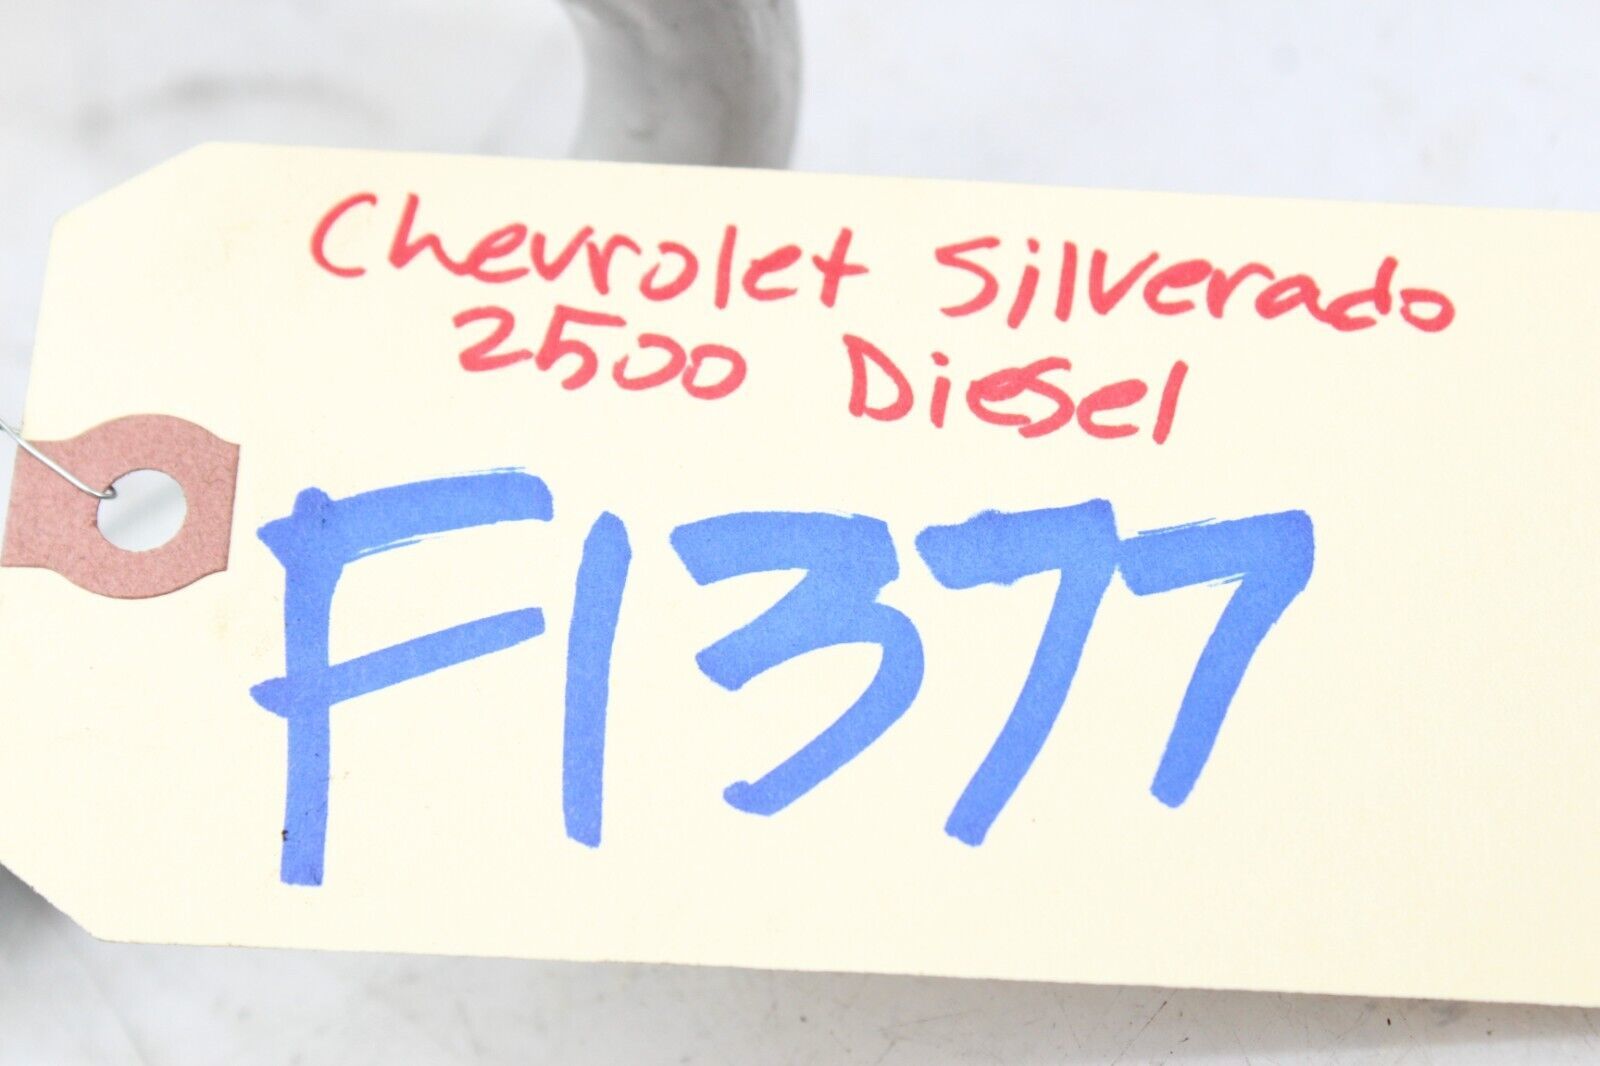 Chevrolet Silverado
2500 Diesel
F1377